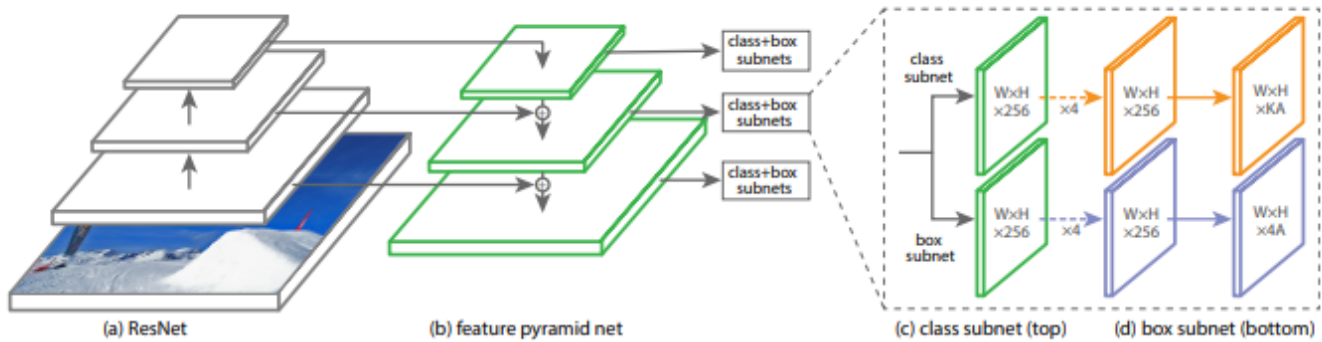 class+box
subnets
class+box
subnets
class+box
subnets
class
subnet
W×H
×256
×4
W×H
×256
W×H
×KA
box
subnet
W×H
×256
×4
W×H
×256
W×H
×4A
(a) ResNet
(b) feature pyramid net
(c) class subnet (top)
(d) box subnet (bottom)